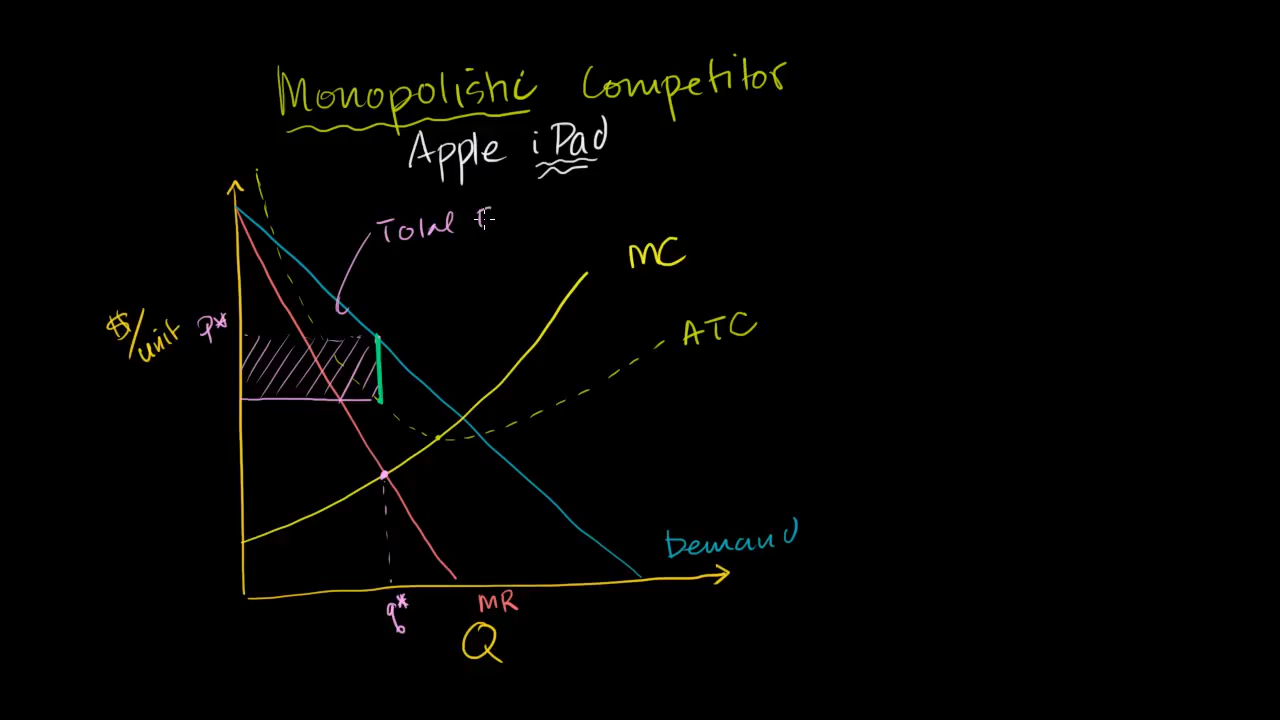 Monopolistic Competitor
Apple iPad
Total
MC
$/unit
P*
ATC
Demand
q*
MR
Q